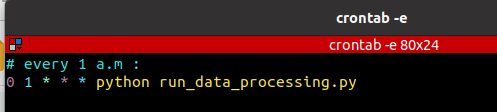 crontab -e
crontab -e 80x24
# every 1 a.m :
0 1 * * * python run_data_processing.py